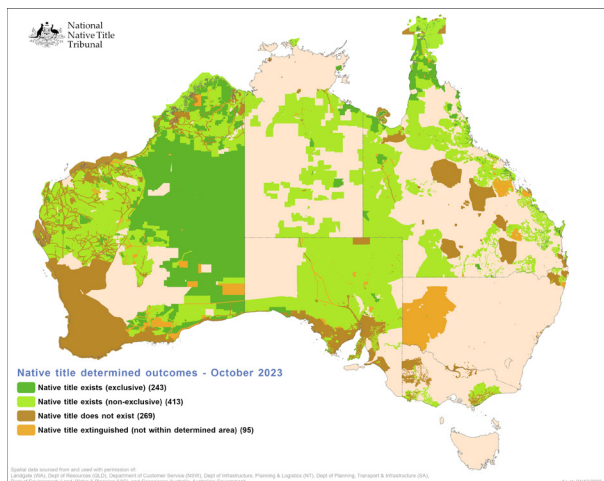 National
Native Title
Tribunal
Native title determined outcomes - October 2023
Native title exists (exclusive) (243)
Native title exists (non-exclusive) (413)
Native title does not exist (269)
Native title extinguished (not within determined area) (95)
Spatial data sourced from and used with permission of:
Landgate (WA), Dept of Resources (QLD), Department of Customer Service (NSW), Dept of Infrastructure, Planning & Logistics (NT), Dept of Planning, Transport & Infrastructure (SA),